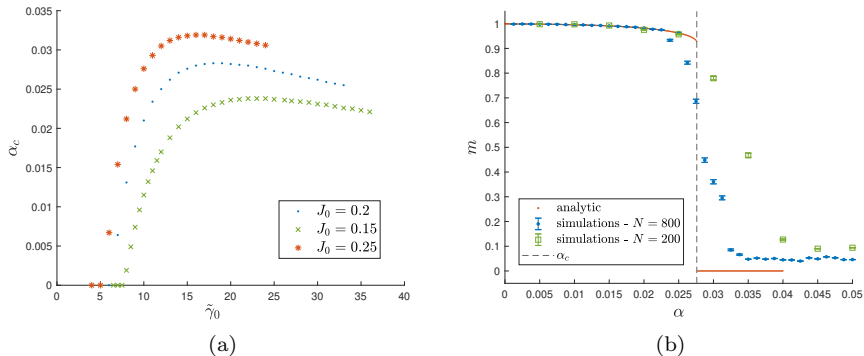 0.035
0.03
0.025
0.02
0.015
0.01
0.005
0
α_c
0 5 10 15 20 25 30 35 40
γ̃_0
J_0 = 0.2
J_0 = 0.15
J_0 = 0.25
(a)
1
0.9
0.8
0.7
0.6
0.5
0.4
0.3
0.2
0.1
0
m
0 0.005 0.01 0.015 0.02 0.025 0.03 0.035 0.04 0.045 0.05
α
analytic
simulations - N = 800
simulations - N = 200
α_c
(b)